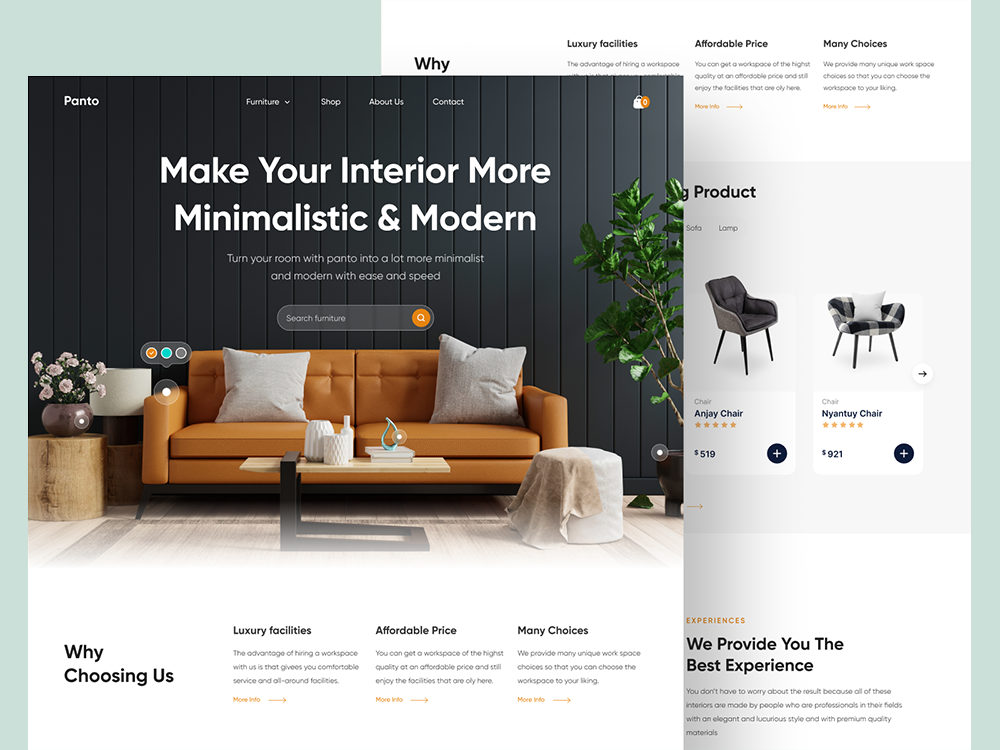 Panto
Furniture
Shop
About Us
Contact
0
Make Your Interior More
Minimalistic & Modern
Turn your room with panto into a lot more minimalist
and modern with ease and speed
Search furniture
Why
Choosing Us
Luxury facilities
The advantage of hiring a workspace
with us is that givees you comfortable
service and all-around facilities.
More Info
Affordable Price
You can get a workspace of the highst
quality at an affordable price and still
enjoy the facilities that are oly here.
More Info
Many Choices
We provide many unique work space
choices so that you can choose the
workspace to your liking.
More Info
Why
Luxury facilities
The advantage of hiring a workspace
Affordable Price
You can get a workspace of the highst
quality at an affordable price and still
enjoy the facilities that are oly here.
More Info
Many Choices
We provide many unique work space
choices so that you can choose the
workspace to your liking.
More Info
g Product
Sofa
Lamp
Chair
Anjay Chair
$ 519
Chair
Nyantuy Chair
$ 921
EXPERIENCES
We Provide You The
Best Experience
You don't have to worry about the result because all of these
interiors are made by people who are professionals in their fields
with an elegant and lucurious style and with premium quality
materials